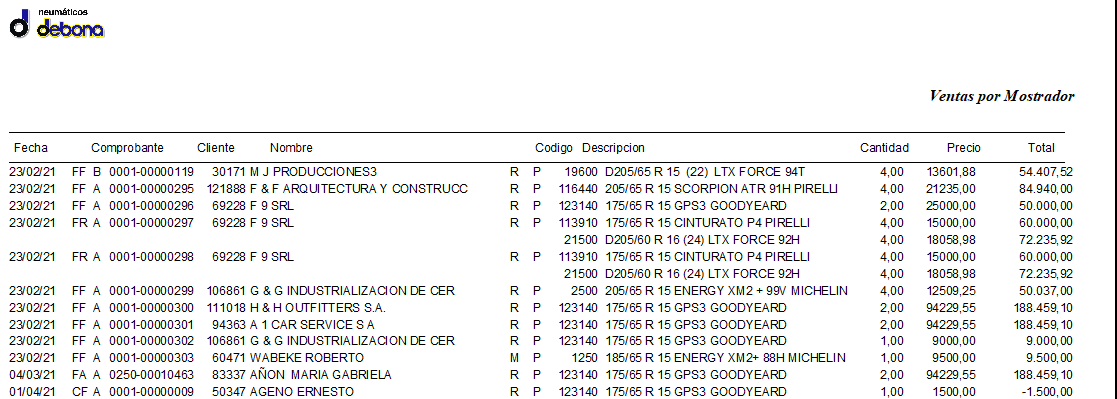 neumáticos
debona
Ventas por Mostrador
Fecha Comprobante Cliente Nombre Codigo Descripcion Cantidad Precio Total
23/02/21 FF B 0001-00000119 30171 M J PRODUCCIONES3 R P 19600 D205/65 R 15 (22) LTX FORCE 94T 4,00 13601,88 54.407,52
23/02/21 FF A 0001-00000295 121888 F & F ARQUITECTURA Y CONSTRUCC R P 116440 205/65 R 15 SCORPION ATR 91H PIRELLI 4,00 21235,00 84.940,00
23/02/21 FF A 0001-00000296 69228 F 9 SRL R P 123140 175/65 R 15 GPS3 GOODYEARD 2,00 25000,00 50.000,00
23/02/21 FR A 0001-00000297 69228 F 9 SRL R P 113910 175/65 R 15 CINTURATO P4 PIRELLI 4,00 15000,00 60.000,00
21500 D205/60 R 16 (24) LTX FORCE 92H 4,00 18058,98 72.235,92
23/02/21 FR A 0001-00000298 69228 F 9 SRL R P 113910 175/65 R 15 CINTURATO P4 PIRELLI 4,00 15000,00 60.000,00
21500 D205/60 R 16 (24) LTX FORCE 92H 4,00 18058,98 72.235,92
23/02/21 FF A 0001-00000299 106861 G & G INDUSTRIALIZACION DE CER R P 2500 205/65 R 15 ENERGY XM2 + 99V MICHELIN 4,00 12509,25 50.037,00
23/02/21 FF A 0001-00000300 111018 H & H OUTFITTERS S.A. R P 123140 175/65 R 15 GPS3 GOODYEARD 2,00 94229,55 188.459,10
23/02/21 FF A 0001-00000301 94363 A 1 CAR SERVICE S A R P 123140 175/65 R 15 GPS3 GOODYEARD 2,00 94229,55 188.459,10
23/02/21 FF A 0001-00000302 106861 G & G INDUSTRIALIZACION DE CER R P 123140 175/65 R 15 GPS3 GOODYEARD 1,00 9000,00 9.000,00
23/02/21 FF A 0001-00000303 60471 WABEKE ROBERTO M P 1250 185/65 R 15 ENERGY XM2+ 88H MICHELIN 1,00 9500,00 9.500,00
04/03/21 FA A 0250-00010463 83337 AÑON MARIA GABRIELA R P 123140 175/65 R 15 GPS3 GOODYEARD 2,00 94229,55 188.459,10
01/04/21 CF A 0001-00000009 50347 AGENO ERNESTO R P 123140 175/65 R 15 GPS3 GOODYEARD 1,00 1500,00 -1.500,00